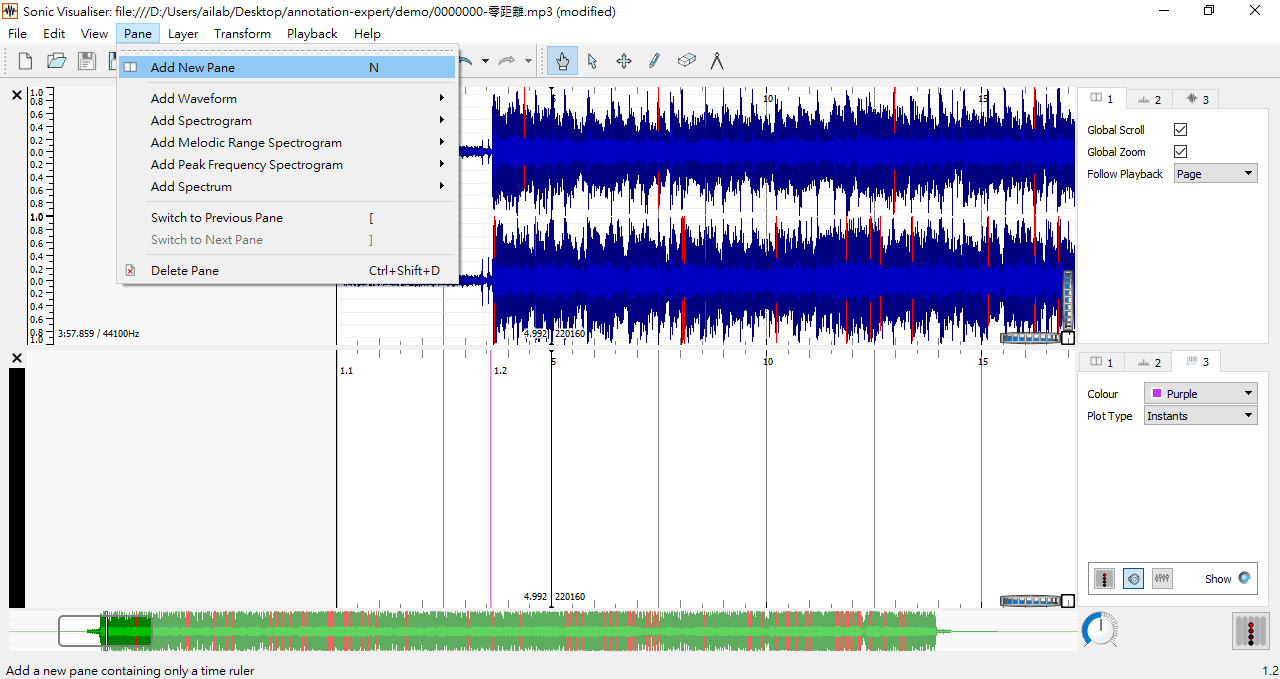 Sonic Visualiser: file:///D:/Users/ailab/Desktop/annotation-expert/demo/0000000-零距離.mp3 (modified)
File Edit View Pane Layer Transform Playback Help
Add New Pane N
Add Waveform
Add Spectrogram
Add Melodic Range Spectrogram
Add Peak Frequency Spectrogram
Add Spectrum
Switch to Previous Pane [
Switch to Next Pane ]
Delete Pane Ctrl+Shift+D
1.0
0.8
0.6
0.4
0.2
0.0
0.2
0.4
0.6
0.8
1.0
0.8
0.6
0.4
0.2
0.0
0.2
0.4
0.6
0.8
1.0
5 10 15
3:57.859 / 44100Hz
4.992 220160
1 2 3
Global Scroll
Global Zoom
Follow Playback Page
5 10 15
1.1 1.2
4.992 220160
1 2 3
Colour Purple
Plot Type Instants
Show
Add a new pane containing only a time ruler
1.2